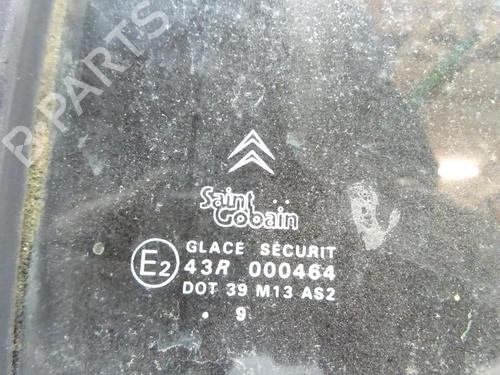 B PARTS
Saint
Gobain
GLACE SECURIT
E2 43R 000464
DOT 39 M13 AS2
. 9 .